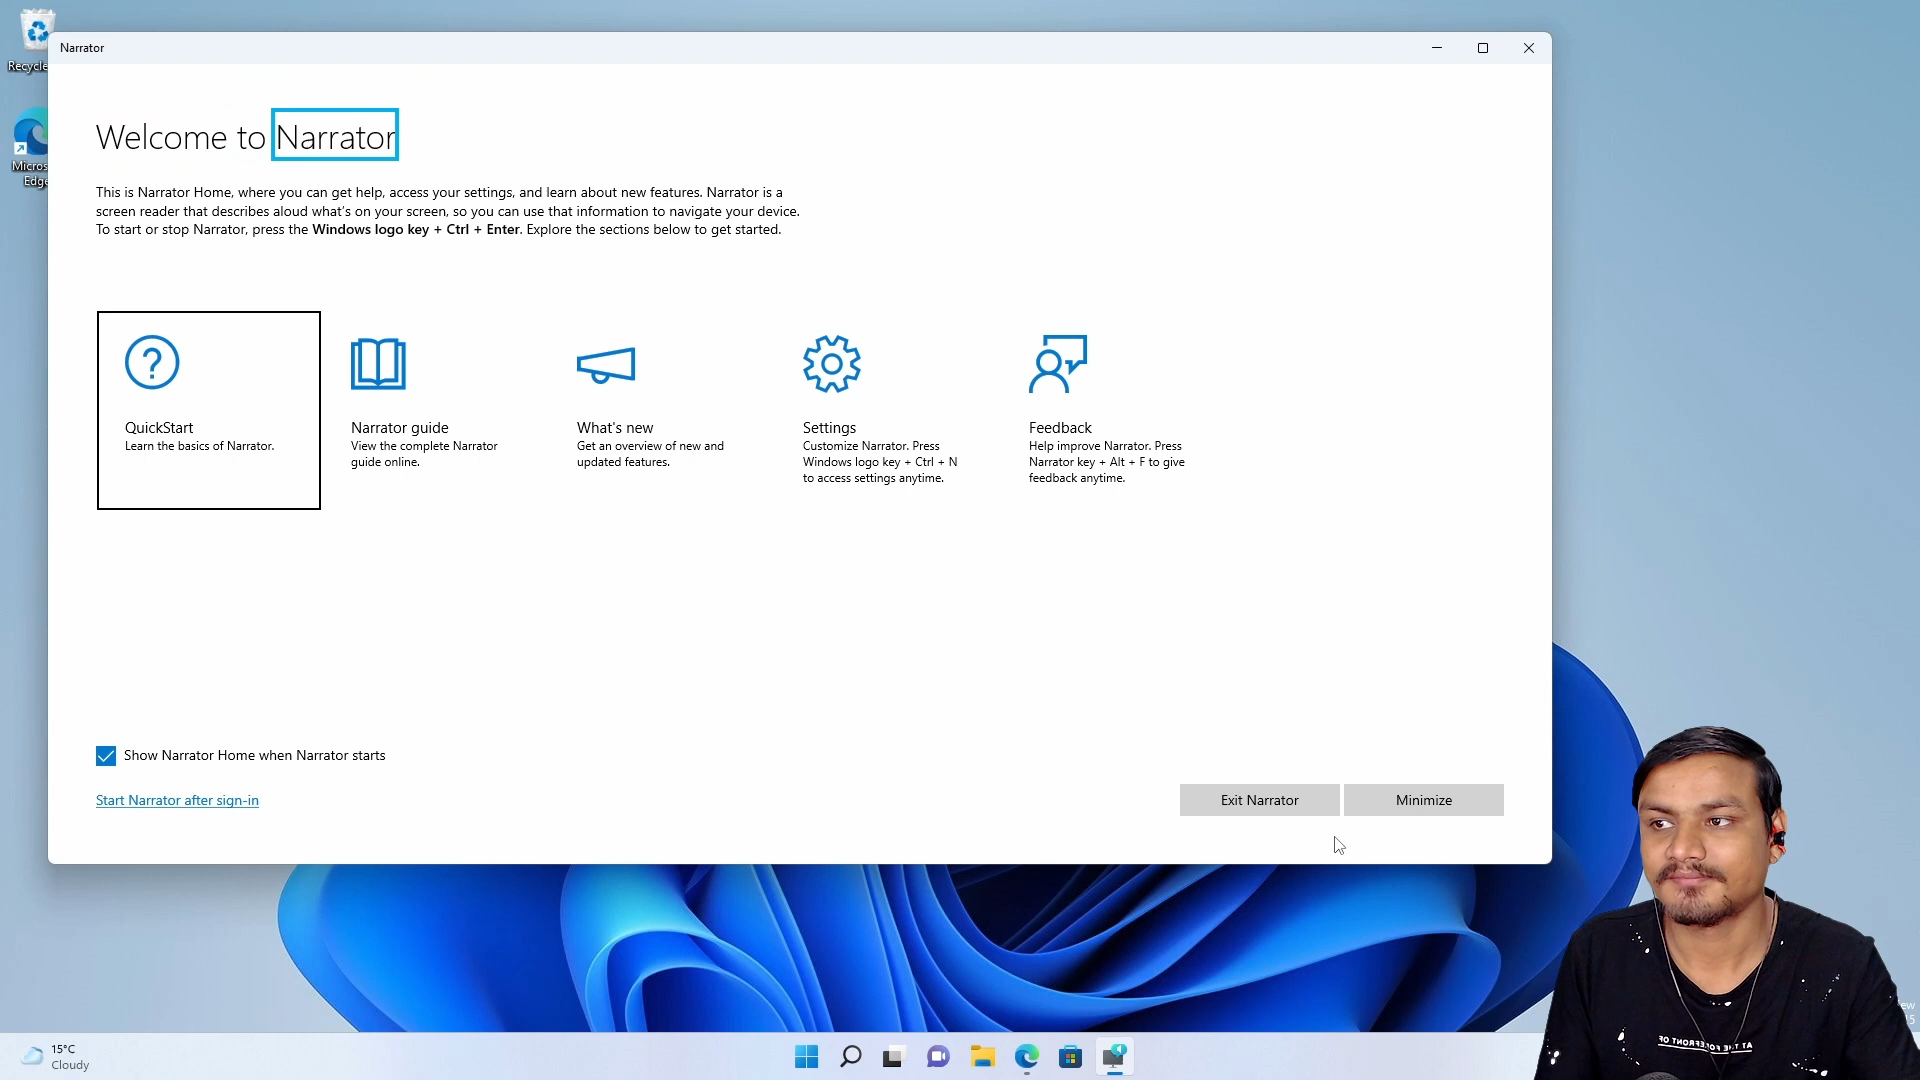 Recycle
Micros
Edge
Narrator
Welcome to Narrator
This is Narrator Home, where you can get help, access your settings, and learn about new features. Narrator is a
screen reader that describes aloud what's on your screen, so you can use that information to navigate your device.
To start or stop Narrator, press the Windows logo key + Ctrl + Enter. Explore the sections below to get started.
QuickStart
Learn the basics of Narrator.
Narrator guide
View the complete Narrator
guide online.
What's new
Get an overview of new and
updated features.
Settings
Customize Narrator. Press
Windows logo key + Ctrl + N
to access settings anytime.
Feedback
Help improve Narrator. Press
Narrator key + Alt + F to give
feedback anytime.
Show Narrator Home when Narrator starts
Start Narrator after sign-in
Exit Narrator
Minimize
ew
15
AT THE FOREFRONT OF
15°C
Cloudy